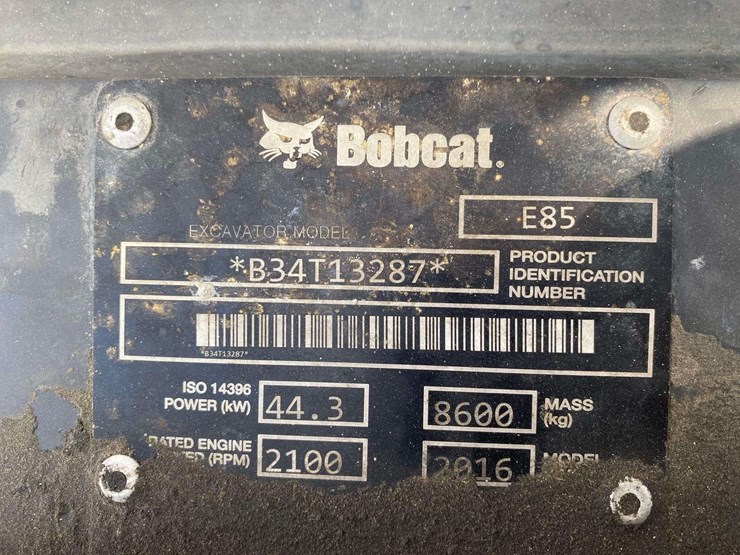 Bobcat.
EXCAVATOR MODEL
E85
*B34T13287*
PRODUCT
IDENTIFICATION
NUMBER
*B34T13287*
ISO 14396
POWER (kW)
44.3
8600
MASS
(kg)
RATED ENGINE
(RPM)
2100
2016
MODEL